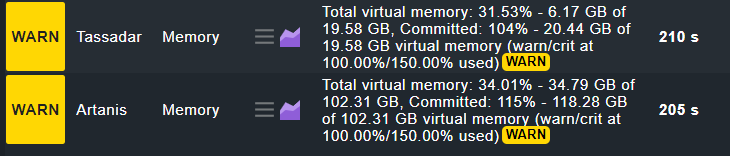 WARN Tassadar Memory Total virtual memory: 31.53% - 6.17 GB of
19.58 GB, Committed: 104% - 20.44 GB of
19.58 GB virtual memory (warn/crit at
100.00%/150.00% used) WARN
210 s
WARN Artanis Memory Total virtual memory: 34.01% - 34.79 GB of
102.31 GB, Committed: 115% - 118.28 GB
of 102.31 GB virtual memory (warn/crit at
100.00%/150.00% used) WARN
205 s